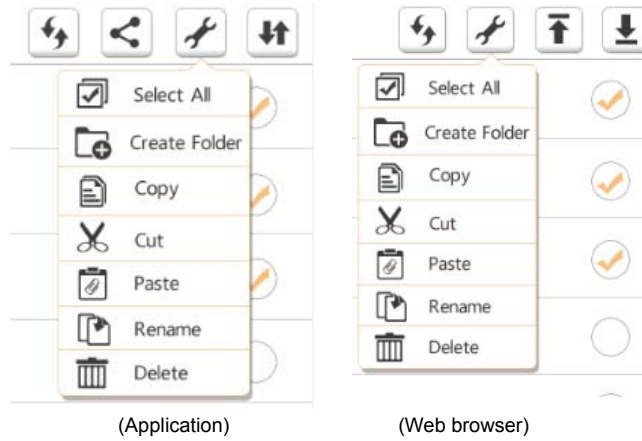 Select All
Create Folder
Copy
Cut
Paste
Rename
Delete
(Application)
Select All
Create Folder
Copy
Cut
Paste
Rename
Delete
(Web browser)